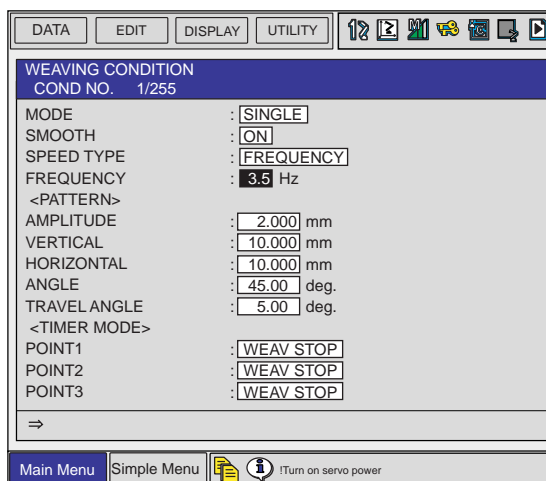 DATA EDIT DISPLAY UTILITY
WEAVING CONDITION
COND NO. 1/255
MODE : SINGLE
SMOOTH : ON
SPEED TYPE : FREQUENCY
FREQUENCY : 3.5 Hz
<PATTERN>
AMPLITUDE : 2.000 mm
VERTICAL : 10.000 mm
HORIZONTAL : 10.000 mm
ANGLE : 45.00 deg.
TRAVEL ANGLE : 5.00 deg.
<TIMER MODE>
POINT1 : WEAV STOP
POINT2 : WEAV STOP
POINT3 : WEAV STOP
⇒
Main Menu Simple Menu !Turn on servo power